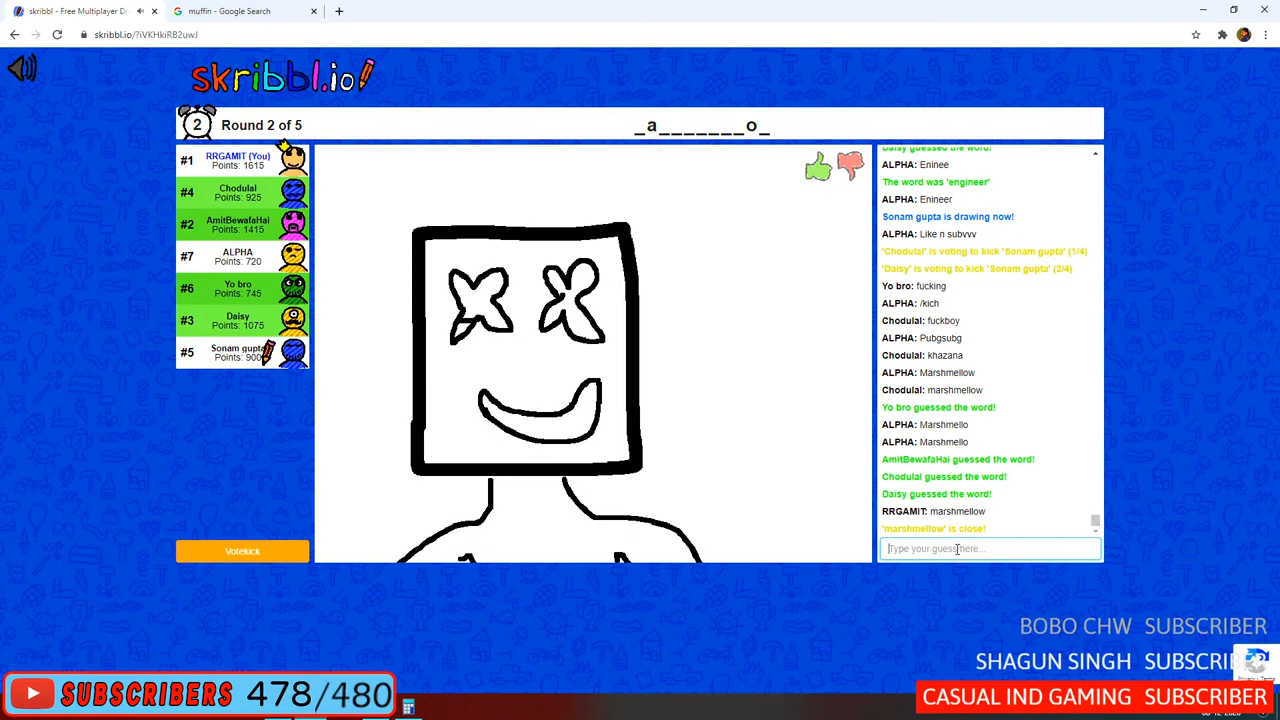 skribbl - Free Multiplayer Dr
muffin - Google Search
skribbl.io/?iVKHkiRB2uwJ
skribbl.io
2
Round 2 of 5
_a_______o_
#1
RRGAMIT (You)
Points: 1615
#4
Chodulal
Points: 925
#2
AmitBewafaHai
Points: 1415
#7
ALPHA
Points: 720
#6
Yo bro
Points: 745
#3
Daisy
Points: 1075
#5
Sonam gupta
Points: 900
Votekick
Daisy guessed the word!
ALPHA: Eninee
The word was 'engineer'
ALPHA: Enineer
Sonam gupta is drawing now!
ALPHA: Like n subvvv
'Chodulal' is voting to kick 'Sonam gupta' (1/4)
'Daisy' is voting to kick 'Sonam gupta' (2/4)
Yo bro: fucking
ALPHA: /kich
Chodulal: fuckboy
ALPHA: Pubgsubg
Chodulal: khazana
ALPHA: Marshmellow
Chodulal: marshmellow
Yo bro guessed the word!
ALPHA: Marshmello
ALPHA: Marshmello
AmitBewafaHai guessed the word!
Chodulal guessed the word!
Daisy guessed the word!
RRGAMIT: marshmellow
'marshmellow' is close!
Type your guess here...
BOBO CHW SUBSCRIBER
SHAGUN SINGH SUBSCRIBER
CASUAL IND GAMING SUBSCRIBER
SUBSCRIBERS 478/480